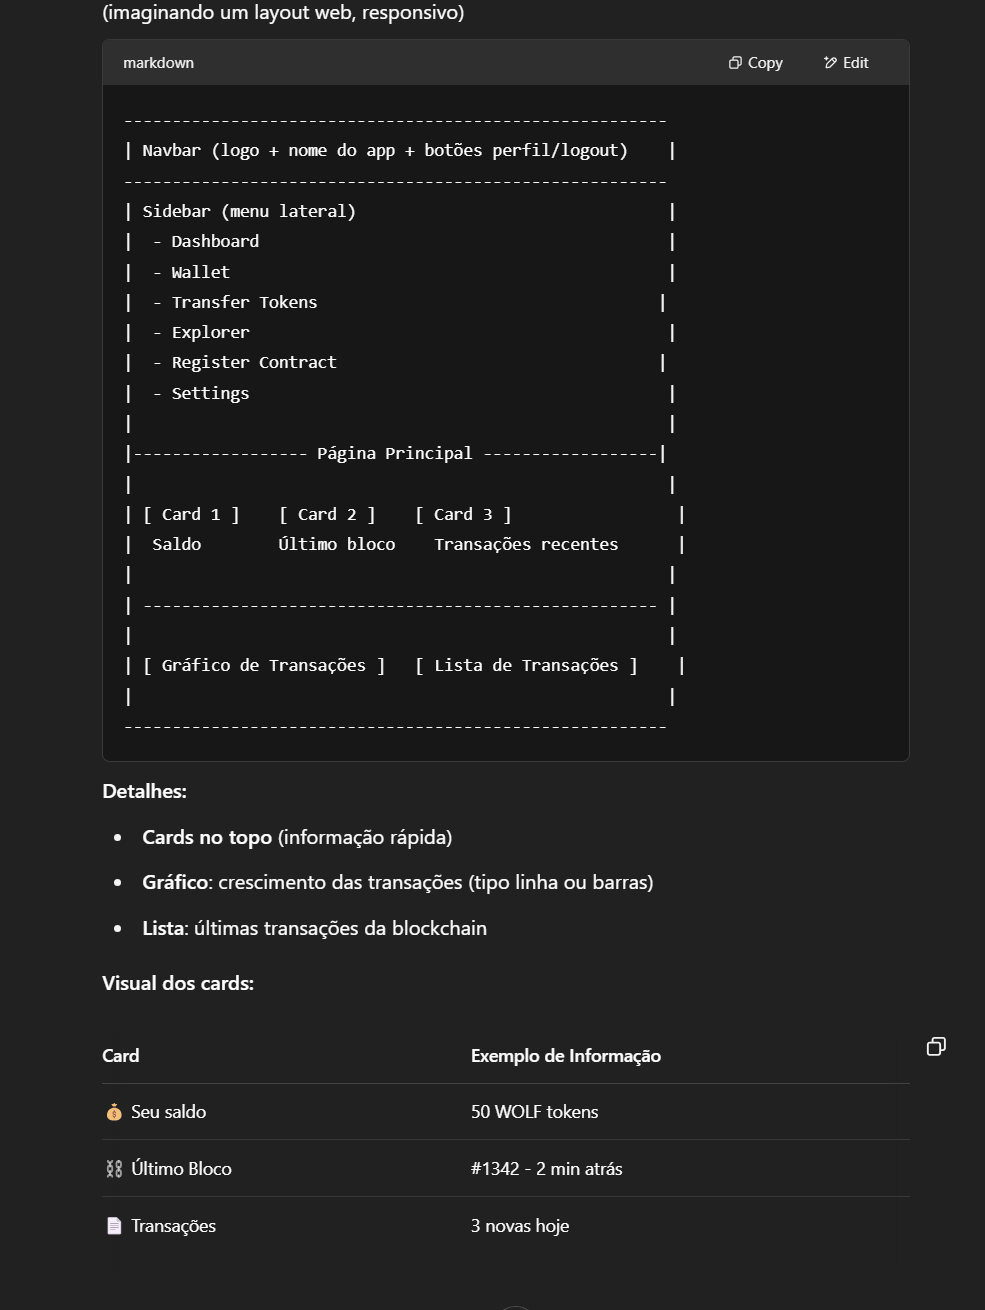 (imaginando um layout web, responsivo)
markdown Copy Edit
--------------------------------------------------------
| Navbar (logo + nome do app + botões perfil/logout)    |
--------------------------------------------------------
| Sidebar (menu lateral)                                |
|  - Dashboard                                          |
|  - Wallet                                             |
|  - Transfer Tokens                                   |
|  - Explorer                                           |
|  - Register Contract                                 |
|  - Settings                                           |
|                                                       |
|------------------ Página Principal ------------------|
|                                                       |
| [ Card 1 ]    [ Card 2 ]    [ Card 3 ]                 |
|  Saldo        Último bloco    Transações recentes      |
|                                                       |
| ----------------------------------------------------- |
|                                                       |
| [ Gráfico de Transações ]   [ Lista de Transações ]    |
|                                                       |
--------------------------------------------------------
Detalhes:
• Cards no topo (informação rápida)
• Gráfico: crescimento das transações (tipo linha ou barras)
• Lista: últimas transações da blockchain
Visual dos cards:
Card Exemplo de Informação
💰 Seu saldo 50 WOLF tokens
⛓️ Último Bloco #1342 - 2 min atrás
📄 Transações 3 novas hoje